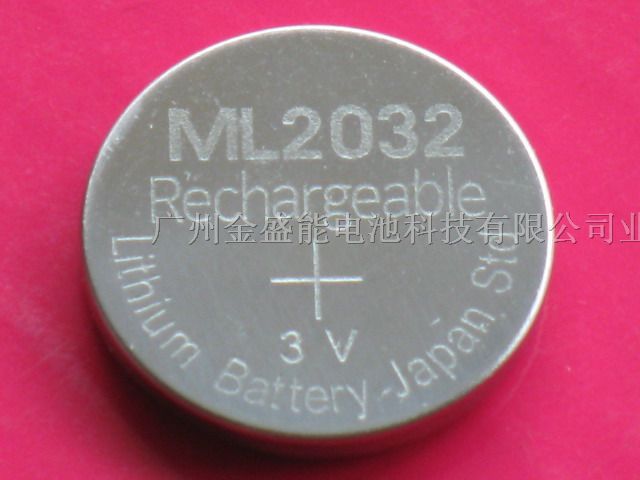 ML2032
Rechargeable
广州金盛能电池科技有限公司业
+
3 V
Lithium Battery-Japan Std.